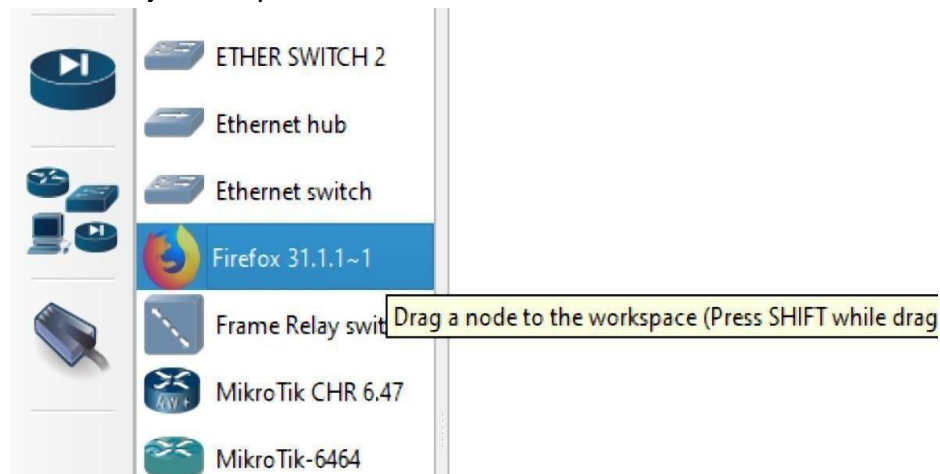 ETHER SWITCH 2
Ethernet hub
Ethernet switch
Firefox 31.1.1~1
Frame Relay swit
Drag a node to the workspace (Press SHIFT while drag
MikroTik CHR 6.47
MikroTik-6464